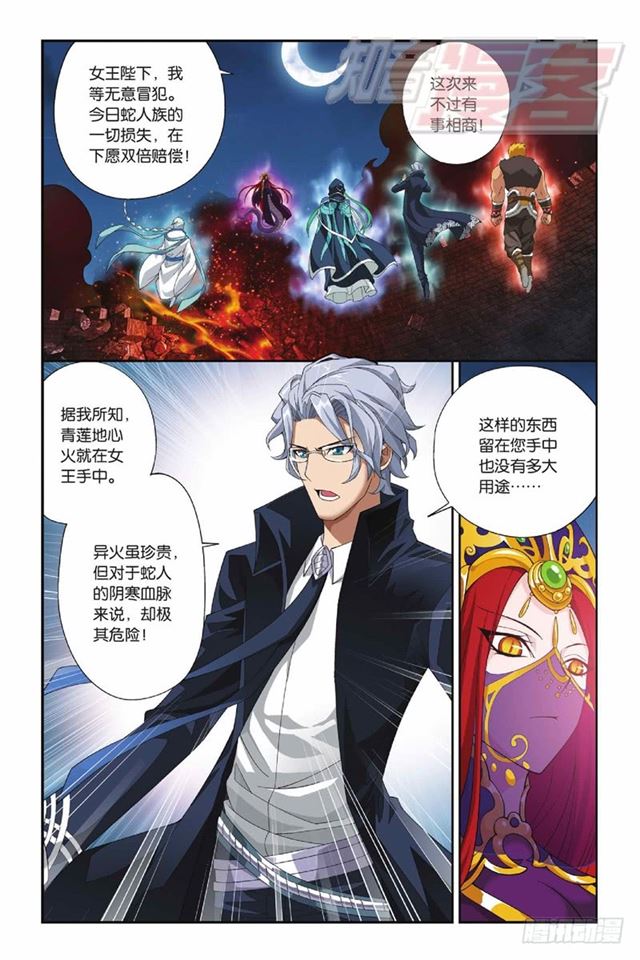 女王陛下，我
等无意冒犯。
今日蛇人族的
一切损失，在
下愿双倍赔偿！
这次来
不过有
事相商！
知音漫客
据我所知，
青莲地心
火就在女
王手中。
异火虽珍贵，
但对于蛇人
的阴寒血脉
来说，却极
其危险！
这样的东西
留在您手中
也没有多大
用途……
腾讯动漫